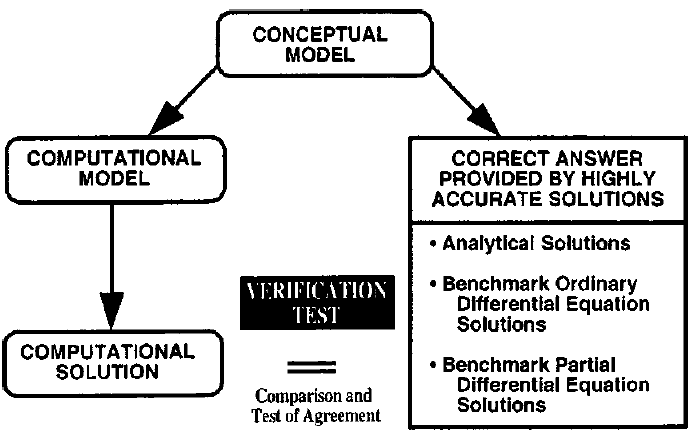 CONCEPTUAL
MODEL
COMPUTATIONAL
MODEL
CORRECT ANSWER
PROVIDED BY HIGHLY
ACCURATE SOLUTIONS
• Analytical Solutions
• Benchmark Ordinary
Differential Equation
Solutions
• Benchmark Partial
Differential Equation
Solutions
VERIFICATION
TEST
Comparison and
Test of Agreement
COMPUTATIONAL
SOLUTION